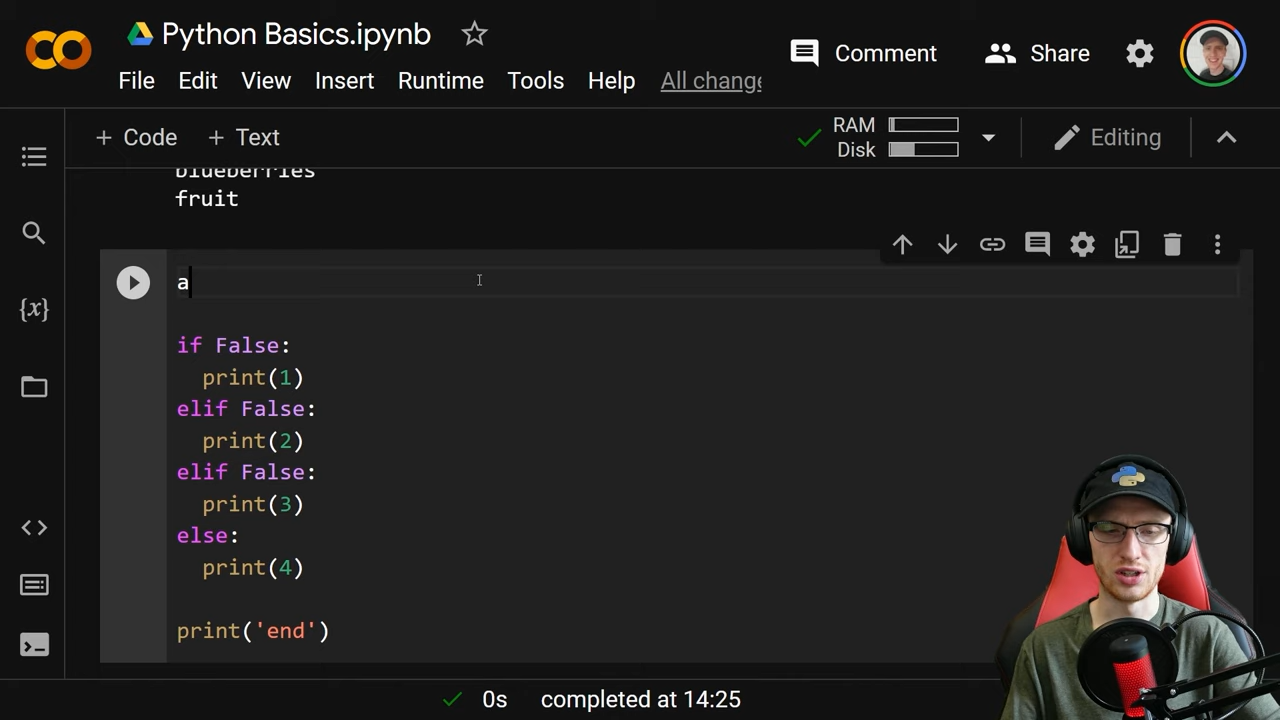 Python Basics.ipynb
Comment
Share
File Edit View Insert Runtime Tools Help All change
+ Code + Text
RAM
Disk
Editing
blueberries
fruit
a
if False:
  print(1)
elif False:
  print(2)
elif False:
  print(3)
else:
  print(4)
print('end')
{x}
<>
0s completed at 14:25